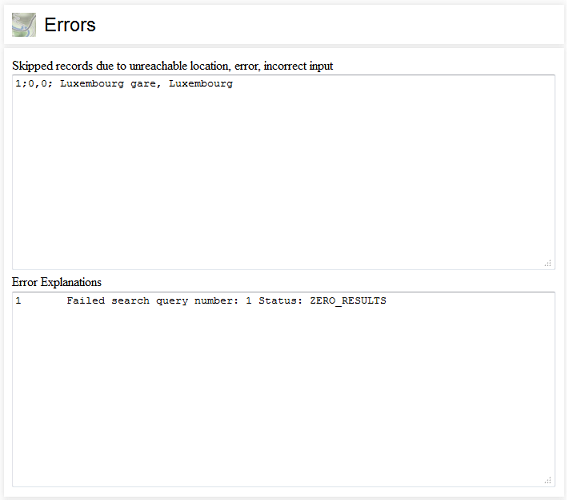 Errors
Skipped records due to unreachable location, error, incorrect input
1;0,0; Luxembourg gare, Luxembourg
Error Explanations
1 Failed search query number: 1 Status: ZERO_RESULTS